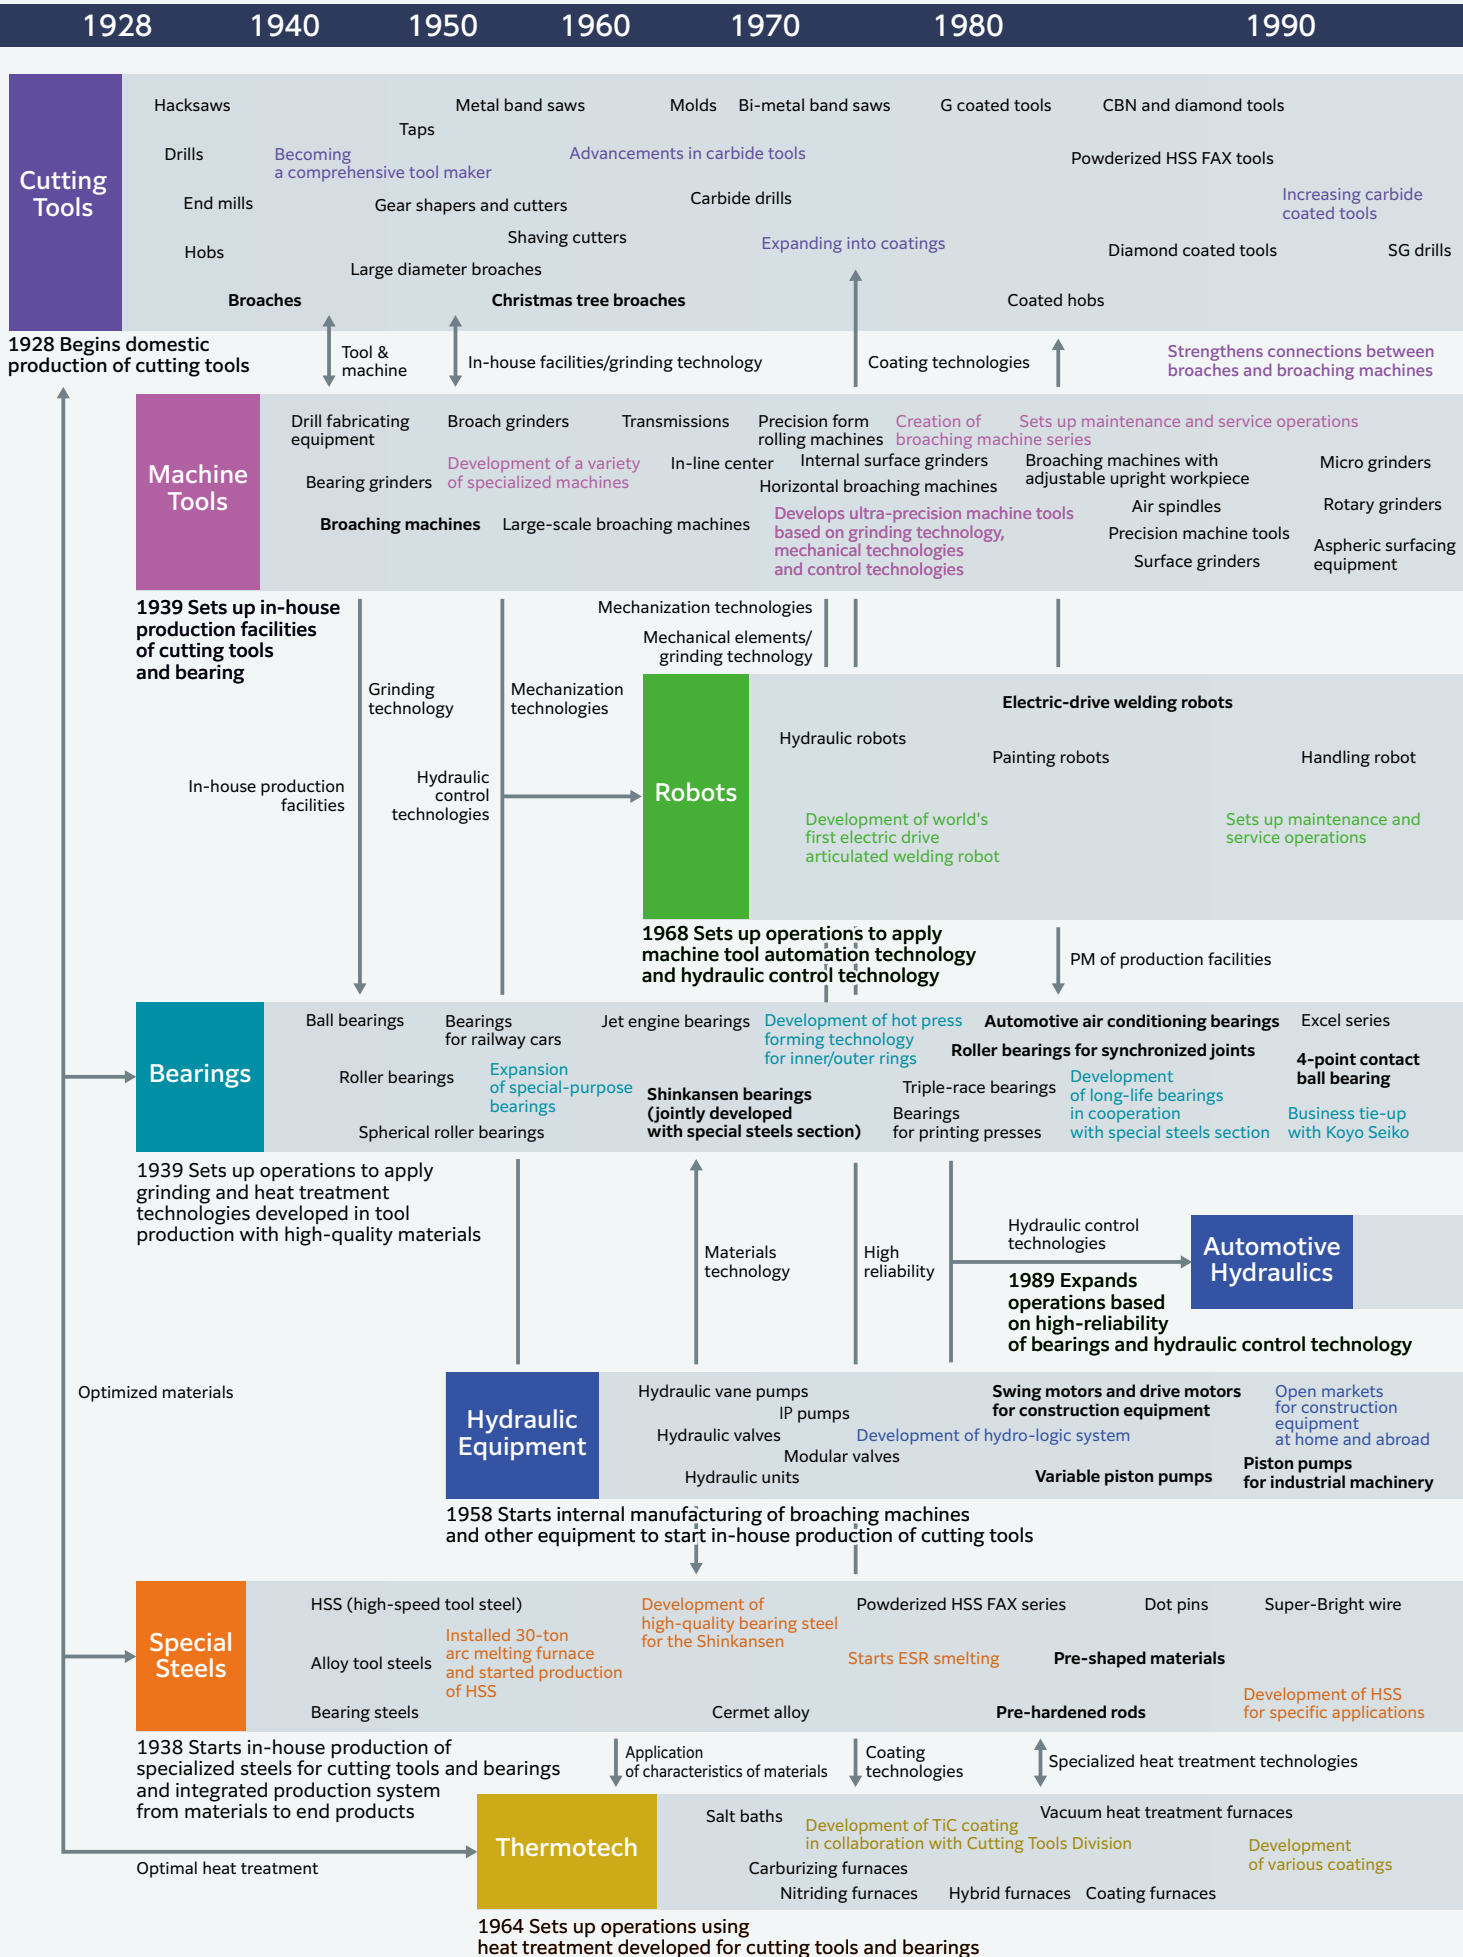 1928 1940 1950 1960 1970 1980 1990
Cutting
Tools
Hacksaws
Metal band saws
Molds
Bi-metal band saws
G coated tools
CBN and diamond tools
Taps
Drills
Becoming
a comprehensive tool maker
Advancements in carbide tools
Powderized HSS FAX tools
End mills
Gear shapers and cutters
Carbide drills
Increasing carbide
coated tools
Shaving cutters
Expanding into coatings
Hobs
Large diameter broaches
Diamond coated tools
SG drills
Broaches
Christmas tree broaches
Coated hobs
1928 Begins domestic
production of cutting tools
Tool &
machine
In-house facilities/grinding technology
Coating technologies
Strengthens connections between
broaches and broaching machines
Machine
Tools
Drill fabricating
equipment
Broach grinders
Transmissions
Precision form
rolling machines
Creation of
broaching machine series
Sets up maintenance and service operations
Bearing grinders
Development of a variety
of specialized machines
In-line center
Internal surface grinders
Horizontal broaching machines
Broaching machines with
adjustable upright workpiece
Micro grinders
Broaching machines
Large-scale broaching machines
Develops ultra-precision machine tools
based on grinding technology,
mechanical technologies
and control technologies
Air spindles
Precision machine tools
Surface grinders
Rotary grinders
Aspheric surfacing
equipment
1939 Sets up in-house
production facilities
of cutting tools
and bearing
Mechanization technologies
Mechanical elements/
grinding technology
Grinding
technology
Mechanization
technologies
In-house production
facilities
Hydraulic
control
technologies
Robots
Electric-drive welding robots
Hydraulic robots
Painting robots
Handling robot
Development of world's
first electric drive
articulated welding robot
Sets up maintenance and
service operations
1968 Sets up operations to apply
machine tool automation technology
and hydraulic control technology
PM of production facilities
Bearings
Ball bearings
Bearings
for railway cars
Jet engine bearings
Development of hot press
forming technology
for inner/outer rings
Automotive air conditioning bearings
Excel series
Roller bearings for synchronized joints
4-point contact
ball bearing
Roller bearings
Expansion
of special-purpose
bearings
Shinkansen bearings
(jointly developed
with special steels section)
Triple-race bearings
Development
of long-life bearings
in cooperation
with special steels section
Spherical roller bearings
Bearings
for printing presses
Business tie-up
with Koyo Seiko
1939 Sets up operations to apply
grinding and heat treatment
technologies developed in tool
production with high-quality materials
Materials
technology
High
reliability
Hydraulic control
technologies
Automotive
Hydraulics
1989 Expands
operations based
on high-reliability
of bearings and hydraulic control technology
Optimized materials
Hydraulic
Equipment
Hydraulic vane pumps
IP pumps
Hydraulic valves
Modular valves
Hydraulic units
Swing motors and drive motors
for construction equipment
Development of hydro-logic system
Variable piston pumps
Open markets
for construction
equipment
at home and abroad
Piston pumps
for industrial machinery
1958 Starts internal manufacturing of broaching machines
and other equipment to start in-house production of cutting tools
Special
Steels
HSS (high-speed tool steel)
Development of
high-quality bearing steel
for the Shinkansen
Powderized HSS FAX series
Dot pins
Super-Bright wire
Alloy tool steels
Installed 30-ton
arc melting furnace
and started production
of HSS
Starts ESR smelting
Pre-shaped materials
Bearing steels
Cermet alloy
Pre-hardened rods
Development of HSS
for specific applications
1938 Starts in-house production of
specialized steels for cutting tools and bearings
and integrated production system
from materials to end products
Application
of characteristics of materials
Coating
technologies
Specialized heat treatment technologies
Optimal heat treatment
Thermotech
Salt baths
Development of TiC coating
in collaboration with Cutting Tools Division
Vacuum heat treatment furnaces
Carburizing furnaces
Development
of various coatings
Nitriding furnaces
Hybrid furnaces
Coating furnaces
1964 Sets up operations using
heat treatment developed for cutting tools and bearings